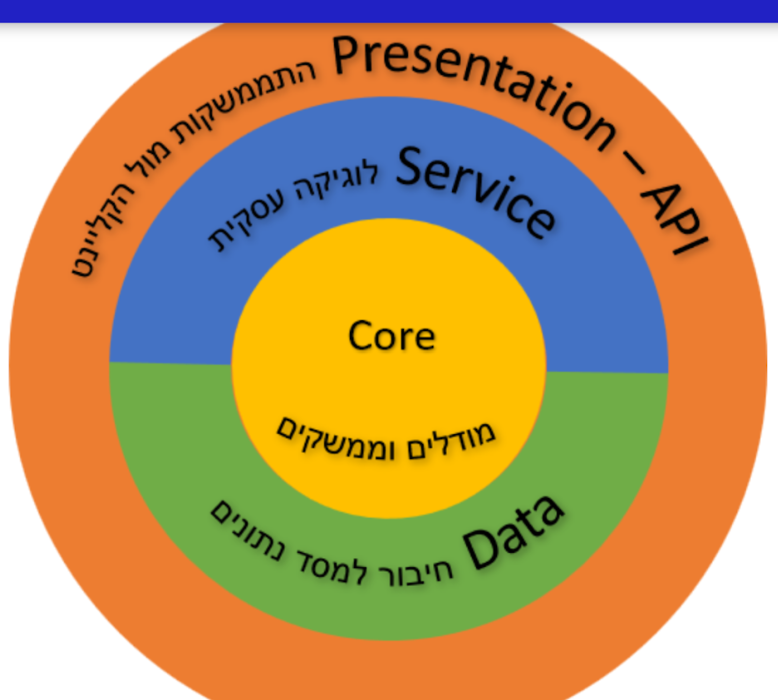 Presentation – API התממשקות מול הקליינט
Service לוגיקה עסקית
Core
מודלים וממשקים
Data חיבור למסד נתונים